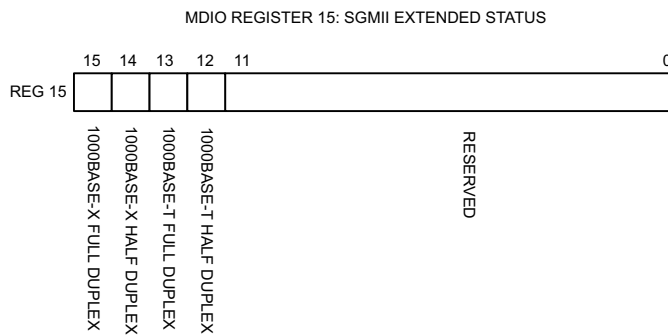 MDIO REGISTER 15: SGMII EXTENDED STATUS
15 14 13 12 11 0
REG 15
1000BASE-X FULL DUPLEX
1000BASE-X HALF DUPLEX
1000BASE-T FULL DUPLEX
1000BASE-T HALF DUPLEX
RESERVED